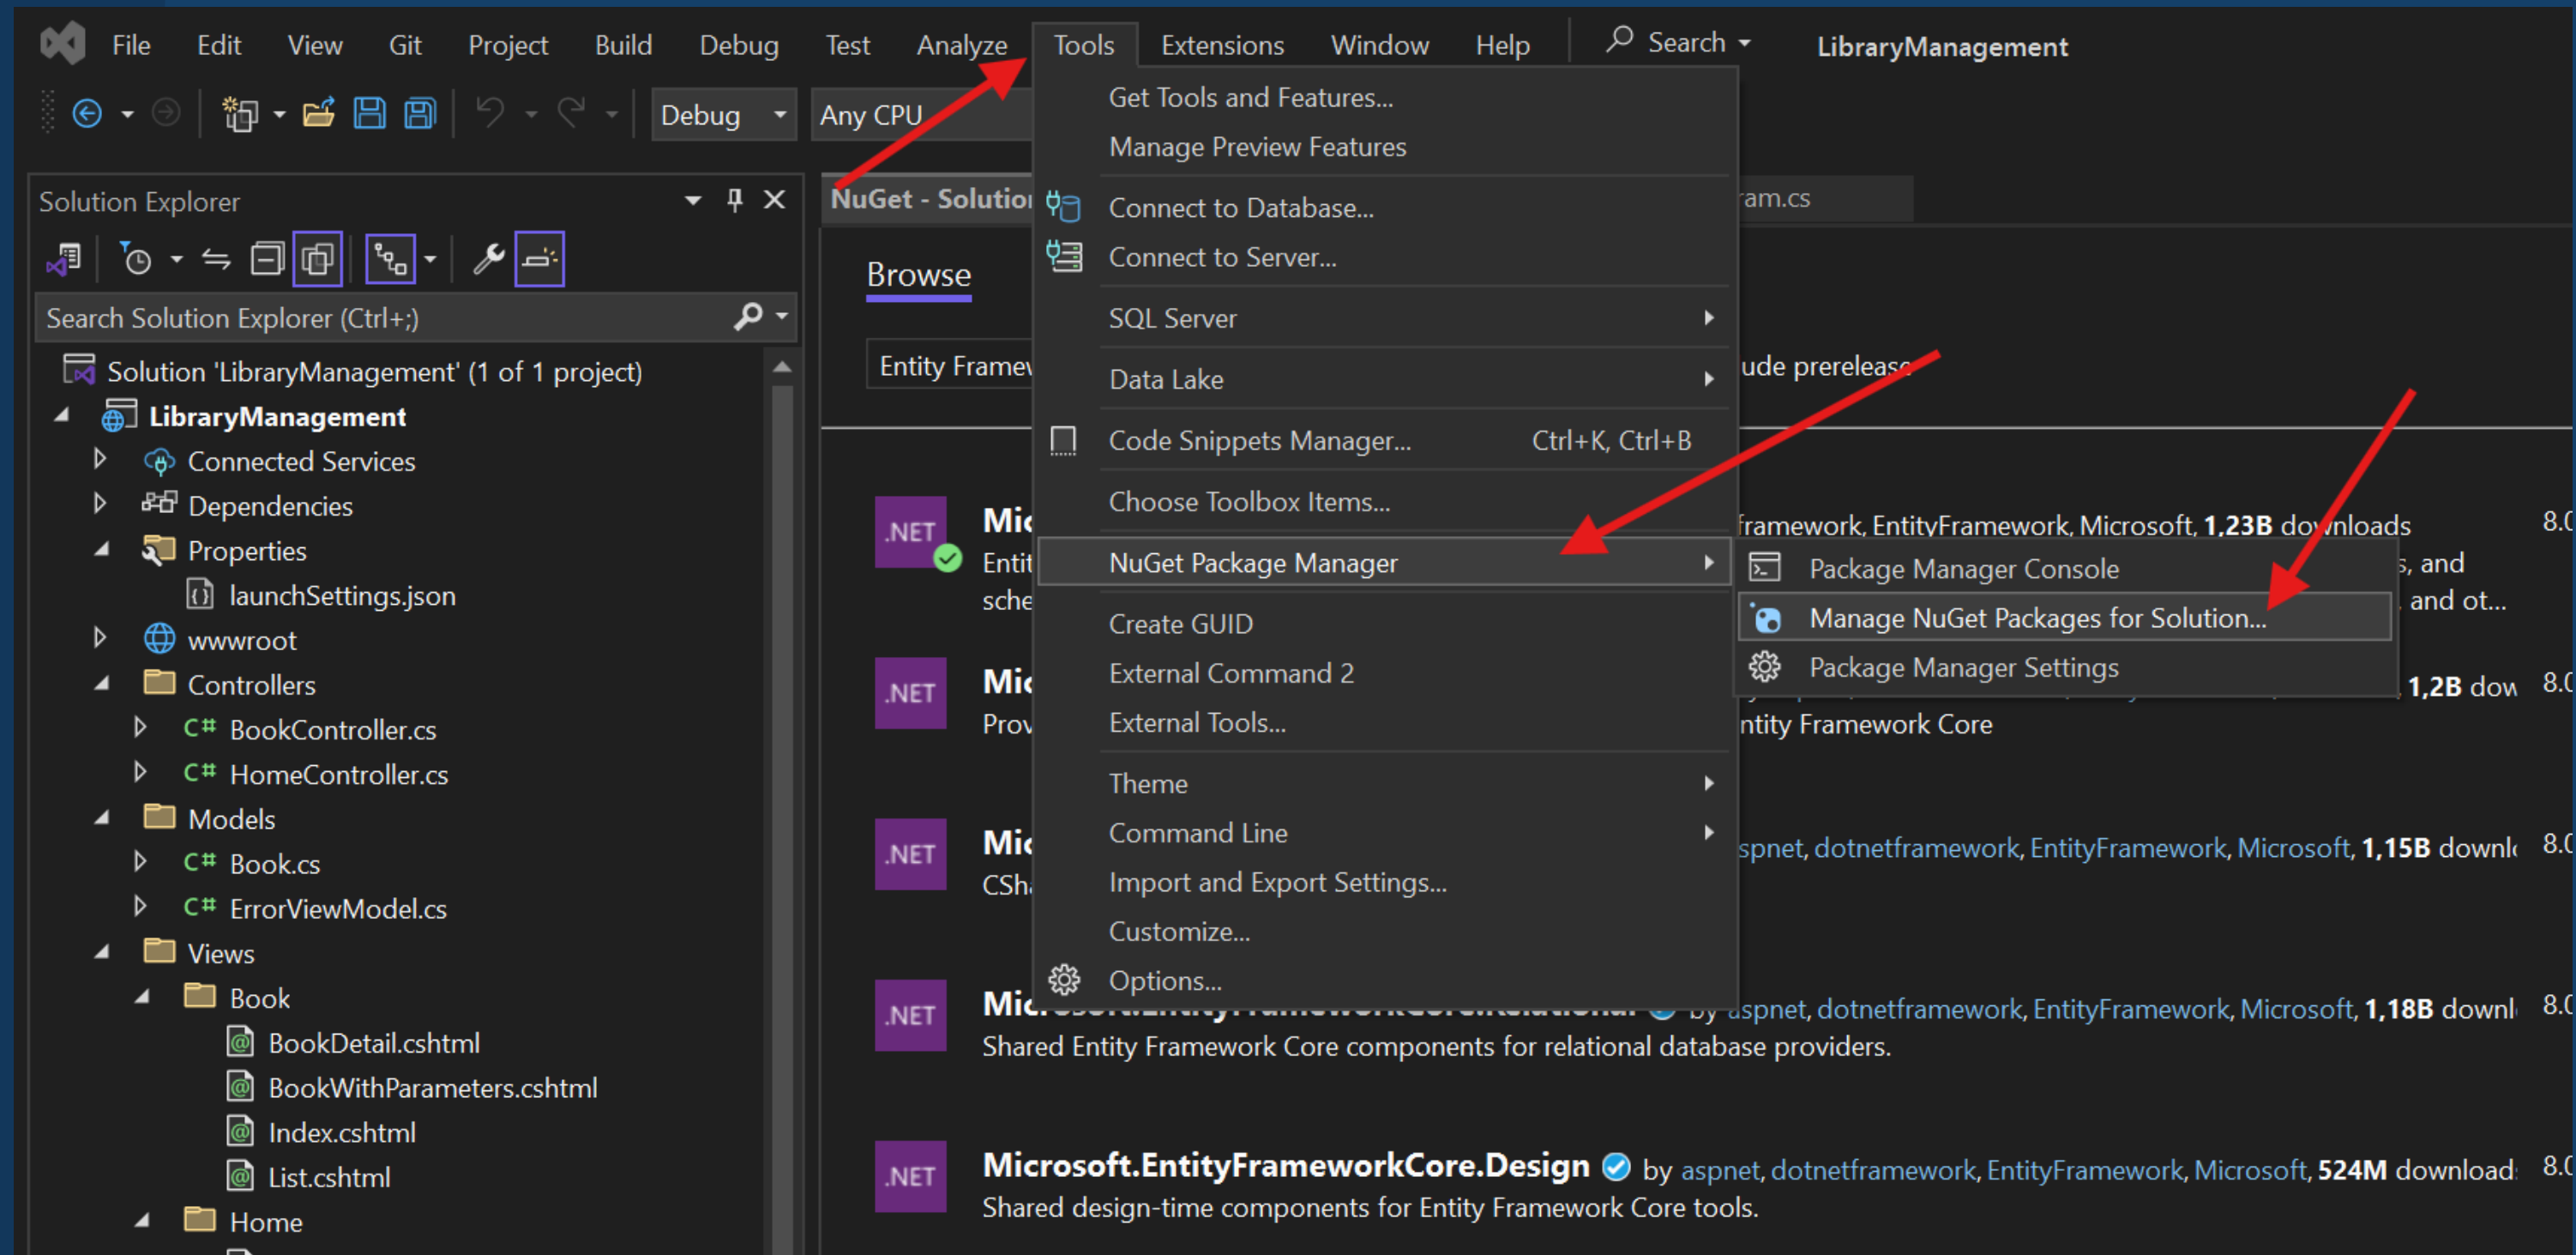 File Edit View Git Project Build Debug Test Analyze Tools Extensions Window Help Search LibraryManagement
Debug Any CPU
Solution Explorer
Search Solution Explorer (Ctrl+;)
Solution 'LibraryManagement' (1 of 1 project)
LibraryManagement
Connected Services
Dependencies
Properties
launchSettings.json
wwwroot
Controllers
C# BookController.cs
C# HomeController.cs
Models
C# Book.cs
C# ErrorViewModel.cs
Views
Book
BookDetail.cshtml
BookWithParameters.cshtml
Index.cshtml
List.cshtml
Home
Get Tools and Features...
Manage Preview Features
Connect to Database...
Connect to Server...
SQL Server
Data Lake
Code Snippets Manager... Ctrl+K, Ctrl+B
Choose Toolbox Items...
NuGet Package Manager
Create GUID
External Command 2
External Tools...
Theme
Command Line
Import and Export Settings...
Customize...
Options...
Package Manager Console
Manage NuGet Packages for Solution...
Package Manager Settings
NuGet - Solution
ram.cs
Browse
Entity Framew
ude prerelease
.NET Mic framework, EntityFramework, Microsoft, 1,23B downloads 8.0
Entit s, and
sche and ot...
.NET Mic 1,2B dow 8.0
Prov ntity Framework Core
.NET Mic spnet, dotnetframework, EntityFramework, Microsoft, 1,15B downl 8.0
CSha
.NET Microsoft.EntityFrameworkCore.Relational by aspnet, dotnetframework, EntityFramework, Microsoft, 1,18B downl 8.0
Shared Entity Framework Core components for relational database providers.
.NET Microsoft.EntityFrameworkCore.Design by aspnet, dotnetframework, EntityFramework, Microsoft, 524M download 8.0
Shared design-time components for Entity Framework Core tools.